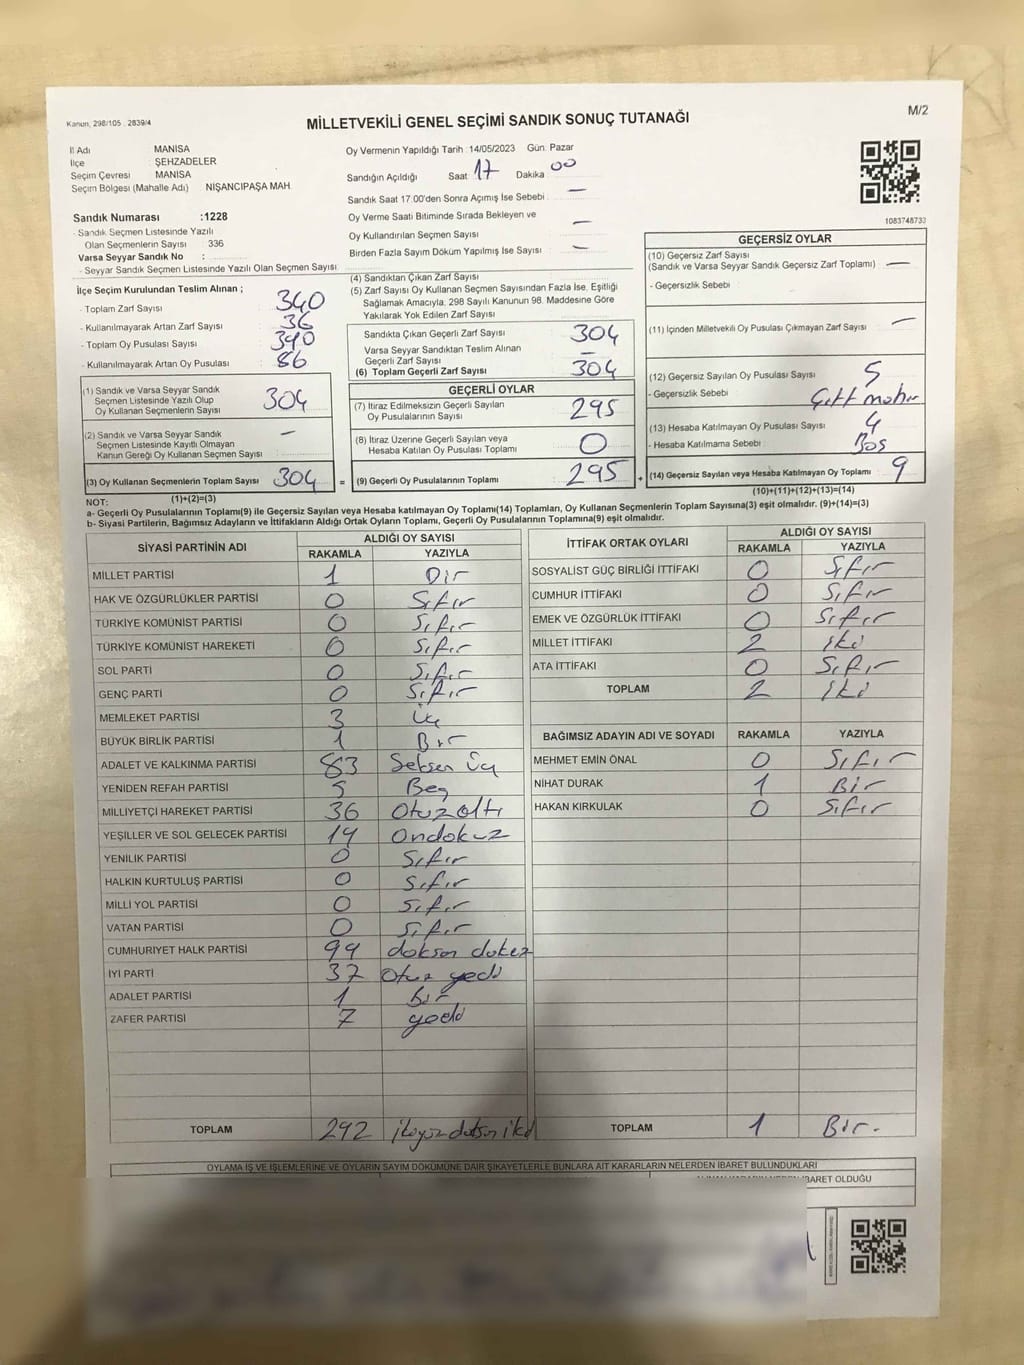 Kanun, 298/105 . 2839/4
MİLLETVEKİLİ GENEL SEÇİMİ SANDIK SONUÇ TUTANAĞI
M/2
İl Adı MANİSA
İlçe : ŞEHZADELER
Seçim Çevresi MANİSA
Seçim Bölgesi (Mahalle Adı) NİŞANCIPAŞA MAH.
Sandık Numarası :1228
- Sandık Seçmen Listesinde Yazılı
Olan Seçmenlerin Sayısı : 336
Varsa Seyyar Sandık No :
- Seyyar Sandık Seçmen Listesinde Yazılı Olan Seçmen Sayısı
Oy Vermenin Yapıldığı Tarih :14/05/2023 Gün: Pazar
Sandığın Açıldığı Saat 17 Dakika 00
Sandık Saat 17.00'den Sonra Açımış İse Sebebi : —
Oy Verme Saati Bitiminde Sırada Bekleyen ve
Oy Kullandırılan Seçmen Sayısı —
Birden Fazla Sayım Döküm Yapılmış İse Sayısı : —
1083748733
İlçe Seçim Kurulundan Teslim Alınan ;
- Toplam Zarf Sayısı : 340
- Kullanılmayarak Artan Zarf Sayısı : 36
- Toplam Oy Pusulası Sayısı : 390
- Kullanılmayarak Artan Oy Pusulası : 86
(1) Sandık ve Varsa Seyyar Sandık
Seçmen Listesinde Yazılı Olup
Oy Kullanan Seçmenlerin Sayısı : 304
(2) Sandık ve Varsa Seyyar Sandık
Seçmen Listesinde Kayıtlı Olmayan
Kanun Gereği Oy Kullanan Seçmen Sayısı : —
(3) Oy Kullanan Seçmenlerin Toplam Sayısı 304
(1)+(2)=(3)
(4) Sandıktan Çıkan Zarf Sayısı
(5) Zarf Sayısı Oy Kullanan Seçmen Sayısından Fazla İse, Eşitliği
Sağlamak Amacıyla, 298 Sayılı Kanunun 98. Maddesine Göre
Yakılarak Yok Edilen Zarf Sayısı
Sandıkta Çıkan Geçerli Zarf Sayısı 304
Varsa Seyyar Sandıktan Teslim Alınan
Geçerli Zarf Sayısı —
(6) Toplam Geçerli Zarf Sayısı 304
GEÇERLİ OYLAR
(7) İtiraz Edilmeksizin Geçerli Sayılan
Oy Pusulasının Sayısı 295
(8) İtiraz Üzerine Geçerli Sayılan veya
Hesaba Katılan Oy Pusulası Toplamı 0
= (9) Geçerli Oy Pusulalarının Toplamı 295 +
GEÇERSİZ OYLAR
(10) Geçersiz Zarf Sayısı
(Sandık ve Varsa Seyyar Sandık Geçersiz Zarf Toplamı) : —
- Geçersizlik Sebebi :
(11) İçinden Milletvekili Oy Pusulası Çıkmayan Zarf Sayısı : —
(12) Geçersiz Sayılan Oy Pusulası Sayısı 5
- Geçersizlik Sebebi : Çift mühür
(13) Hesaba Katılmayan Oy Pusulası Sayısı : 4
- Hesaba Katılmama Sebebi : Boş
(14) Geçersiz Sayılan veya Hesaba Katılmayan Oy Toplamı 9
(10)+(11)+(12)+(13)=(14)
NOT:
a- Geçerli Oy Pusulalarının Toplamı(9) ile Geçersiz Sayılan veya Hesaba Katılmayan Oy Toplamı(14) Toplamları, Oy Kullanan Seçmenlerin Toplam Sayısına(3) eşit olmalıdır. (9)+(14)=(3)
b- Siyasi Partilerin, Bağımsız Adayların ve İttifakların Aldığı Ortak Oyların Toplamı, Geçerli Oy Pusulalarının Toplamına(9) eşit olmalıdır.
SİYASİ PARTİNİN ADI ALDIĞI OY SAYISI
RAKAMLA YAZIYLA
MİLLET PARTİSİ 1 Bir
HAK VE ÖZGÜRLÜKLER PARTİSİ 0 Sıfır
TÜRKİYE KOMÜNİST PARTİSİ 0 Sıfır
TÜRKİYE KOMÜNİST HAREKETİ 0 Sıfır
SOL PARTİ 0 Sıfır
GENÇ PARTİ 0 Sıfır
MEMLEKET PARTİSİ 3 Üç
BÜYÜK BİRLİK PARTİSİ 1 Bir
ADALET VE KALKINMA PARTİSİ 83 Seksen Üç
YENİDEN REFAH PARTİSİ 5 Beş
MİLLİYETÇİ HAREKET PARTİSİ 36 Otuzaltı
YEŞİLLER VE SOL GELECEK PARTİSİ 19 Ondokuz
YENİLİK PARTİSİ 0 Sıfır
HALKIN KURTULUŞ PARTİSİ 0 Sıfır
MİLLİ YOL PARTİSİ 0 Sıfır
VATAN PARTİSİ 0 Sıfır
CUMHURİYET HALK PARTİSİ 99 doksan dokuz
İYİ PARTİ 37 Otuz yedi
ADALET PARTİSİ 1 Bir
ZAFER PARTİSİ 7 yedi
TOPLAM 292 ikiyüzdoksan iki
İTTİFAK ORTAK OYLARI ALDIĞI OY SAYISI
RAKAMLA YAZIYLA
SOSYALİST GÜÇ BİRLİĞİ İTTİFAKI 0 Sıfır
CUMHUR İTTİFAKI 0 Sıfır
EMEK VE ÖZGÜRLÜK İTTİFAKI 0 Sıfır
MİLLET İTTİFAKI 2 iki
ATA İTTİFAKI 0 Sıfır
TOPLAM 2 iki
BAĞIMSIZ ADAYIN ADI VE SOYADI RAKAMLA YAZIYLA
MEHMET EMİN ÖNAL 0 Sıfır
NİHAT DURAK 1 Bir
HAKAN KIRKULAK 0 Sıfır
TOPLAM 1 Bir.
OYLAMA İŞ VE İŞLEMLERİNE VE OYLARIN SAYIM DÖKÜMÜNE DAİR ŞİKAYETLERLE BUNLARA AİT KARARLARIN NELERDEN İBARET BULUNDUKLARI
İBARET OLDUĞU